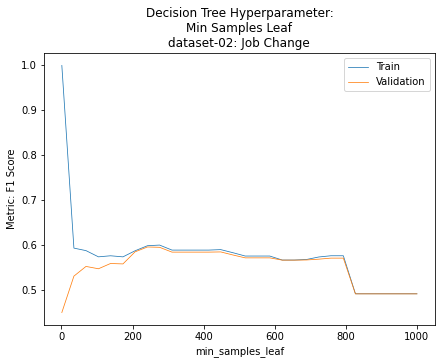 Decision Tree Hyperparameter:
Min Samples Leaf
dataset-02: Job Change
Train
Validation
Metric: F1 Score
1.0
0.9
0.8
0.7
0.6
0.5
0 200 400 600 800 1000
min_samples_leaf